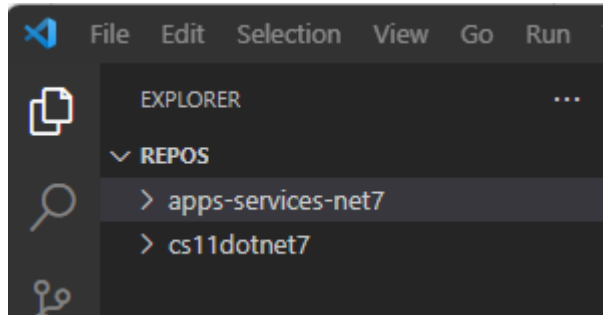 File Edit Selection View Go Run
EXPLORER ...
REPOS
apps-services-net7
cs11dotnet7